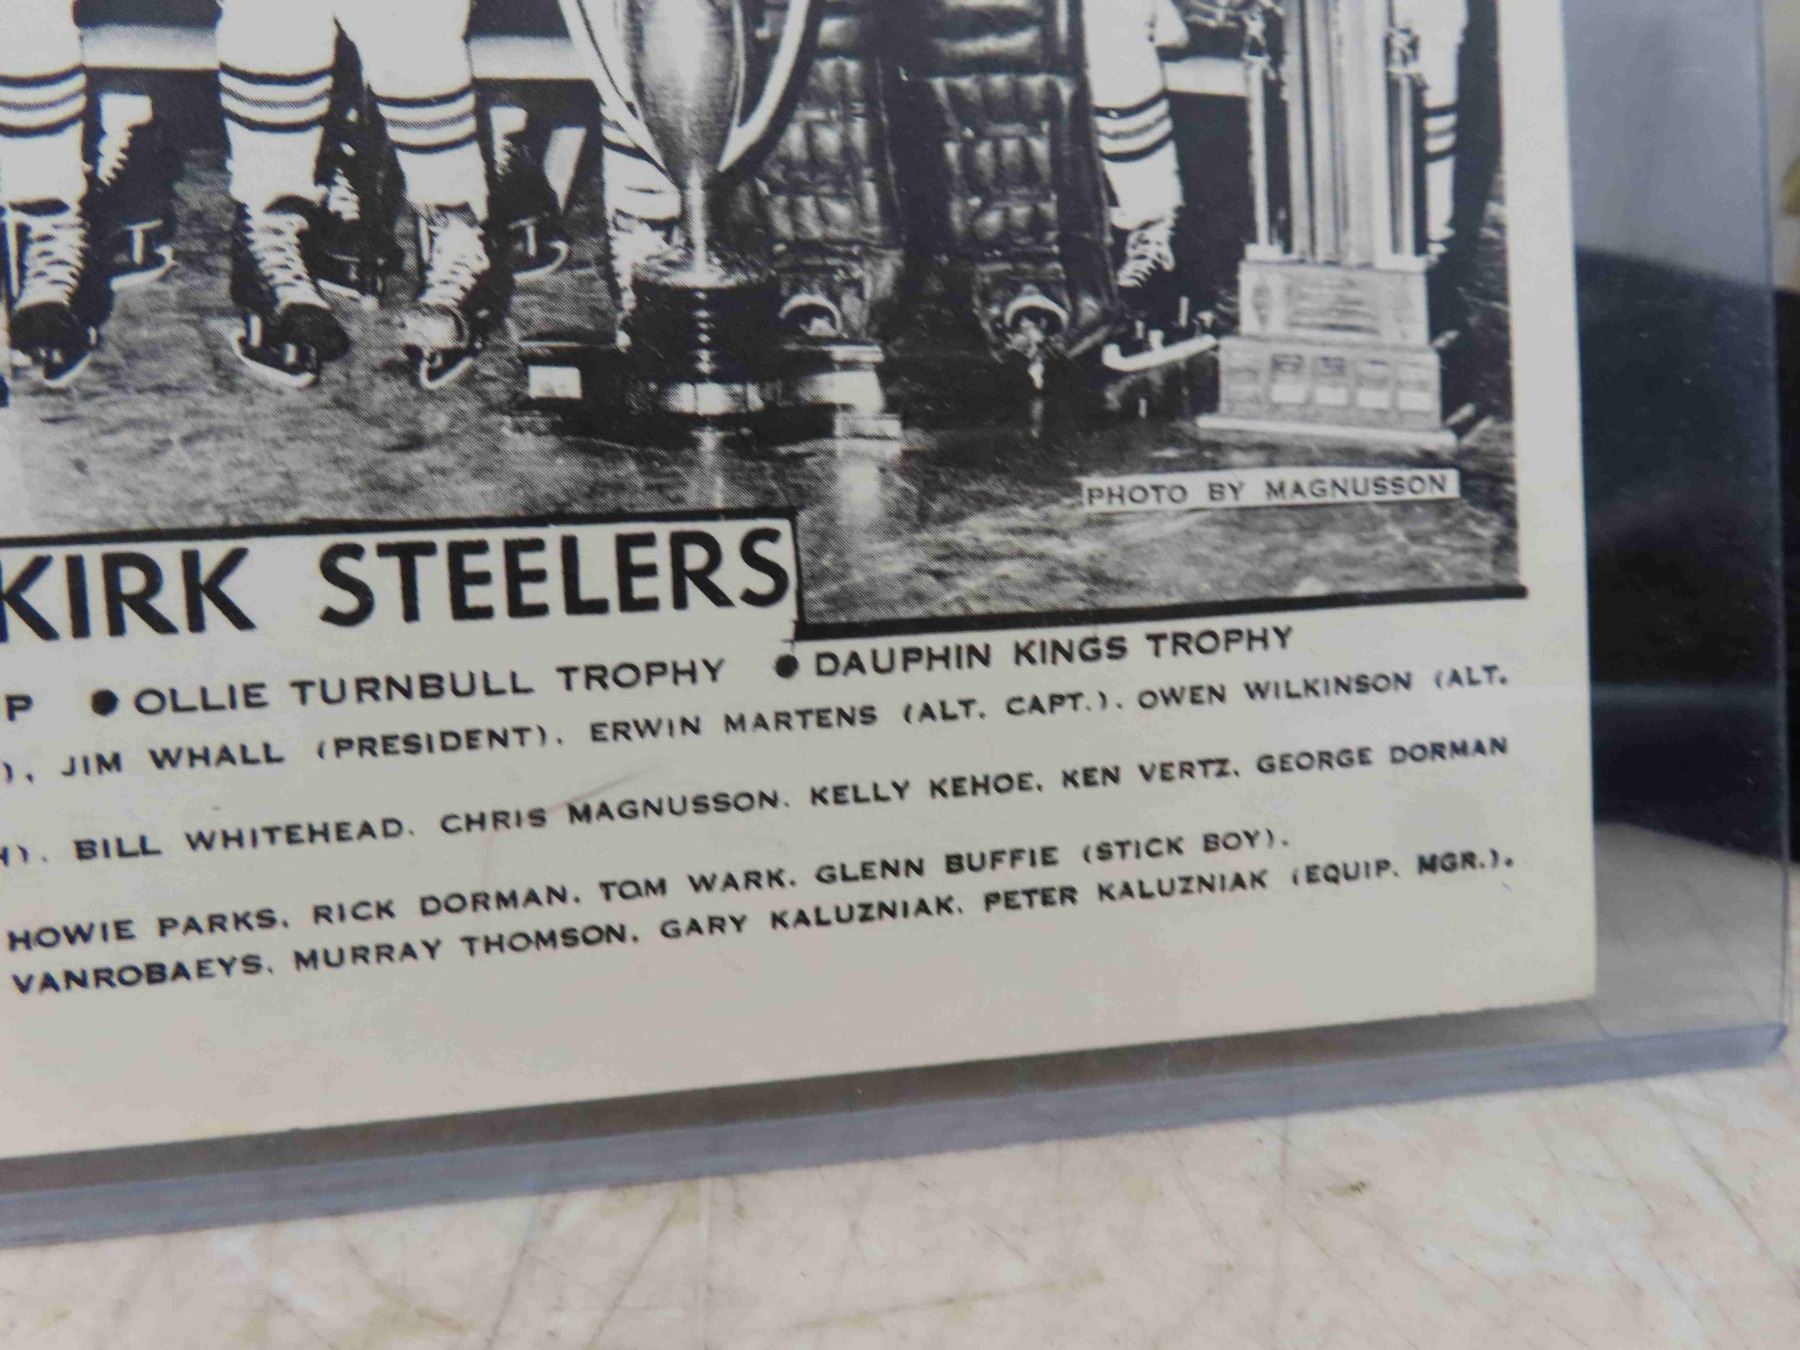 PHOTO BY MAGNUSSON
KIRK STEELERS
P ● OLLIE TURNBULL TROPHY ● DAUPHIN KINGS TROPHY
), JIM WHALL (PRESIDENT), ERWIN MARTENS (ALT. CAPT.), OWEN WILKINSON (ALT.
H), BILL WHITEHEAD, CHRIS MAGNUSSON, KELLY KEHOE, KEN VERTZ, GEORGE DORMAN
HOWIE PARKS, RICK DORMAN, TOM WARK, GLENN BUFFIE (STICK BOY).
VANROBAEYS, MURRAY THOMSON, GARY KALUZNIAK, PETER KALUZNIAK (EQUIP. MGR.).